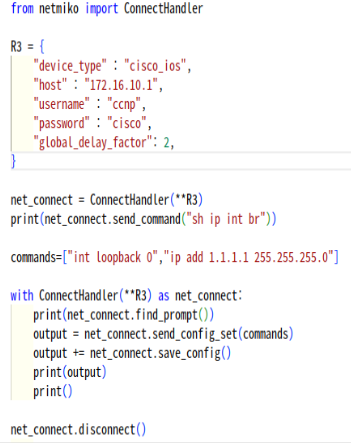 from netmiko import ConnectHandler
R3 = {
    "device_type" : "cisco_ios",
    "host" : "172.16.10.1",
    "username" : "ccnp",
    "password" : "cisco",
    "global_delay_factor": 2,
}
net_connect = ConnectHandler(**R3)
print(net_connect.send_command("sh ip int br"))
commands=["int loopback 0","ip add 1.1.1.1 255.255.255.0"]
with ConnectHandler(**R3) as net_connect:
    print(net_connect.find_prompt())
    output = net_connect.send_config_set(commands)
    output += net_connect.save_config()
    print(output)
    print()
net_connect.disconnect()